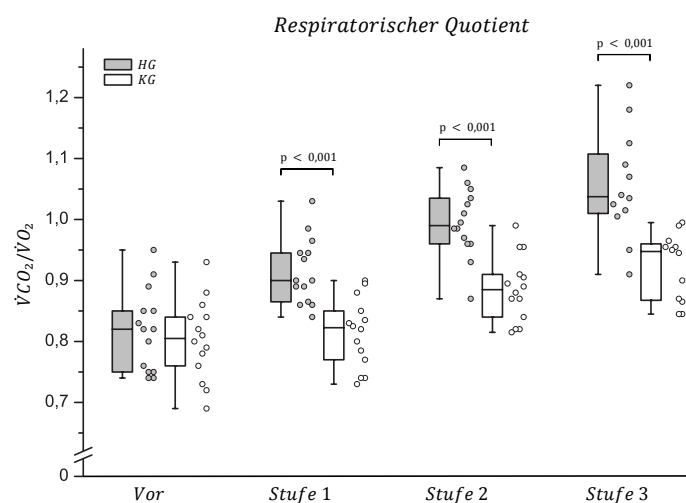 Respiratorischer Quotient
HG
KG
p < 0,001
p < 0,001
p < 0,001
V̇CO₂/V̇O₂
1,2
1,1
1,0
0,9
0,8
0,7
0
Vor
Stufe 1
Stufe 2
Stufe 3